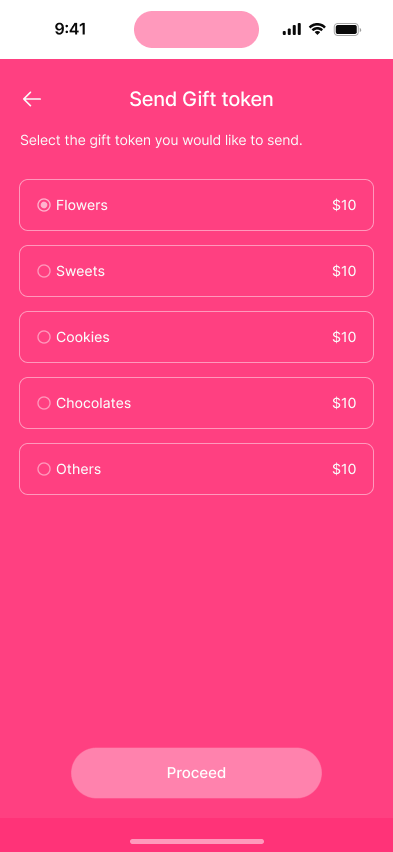 9:41
Send Gift token
Select the gift token you would like to send.
Flowers $10
Sweets $10
Cookies $10
Chocolates $10
Others $10
Proceed